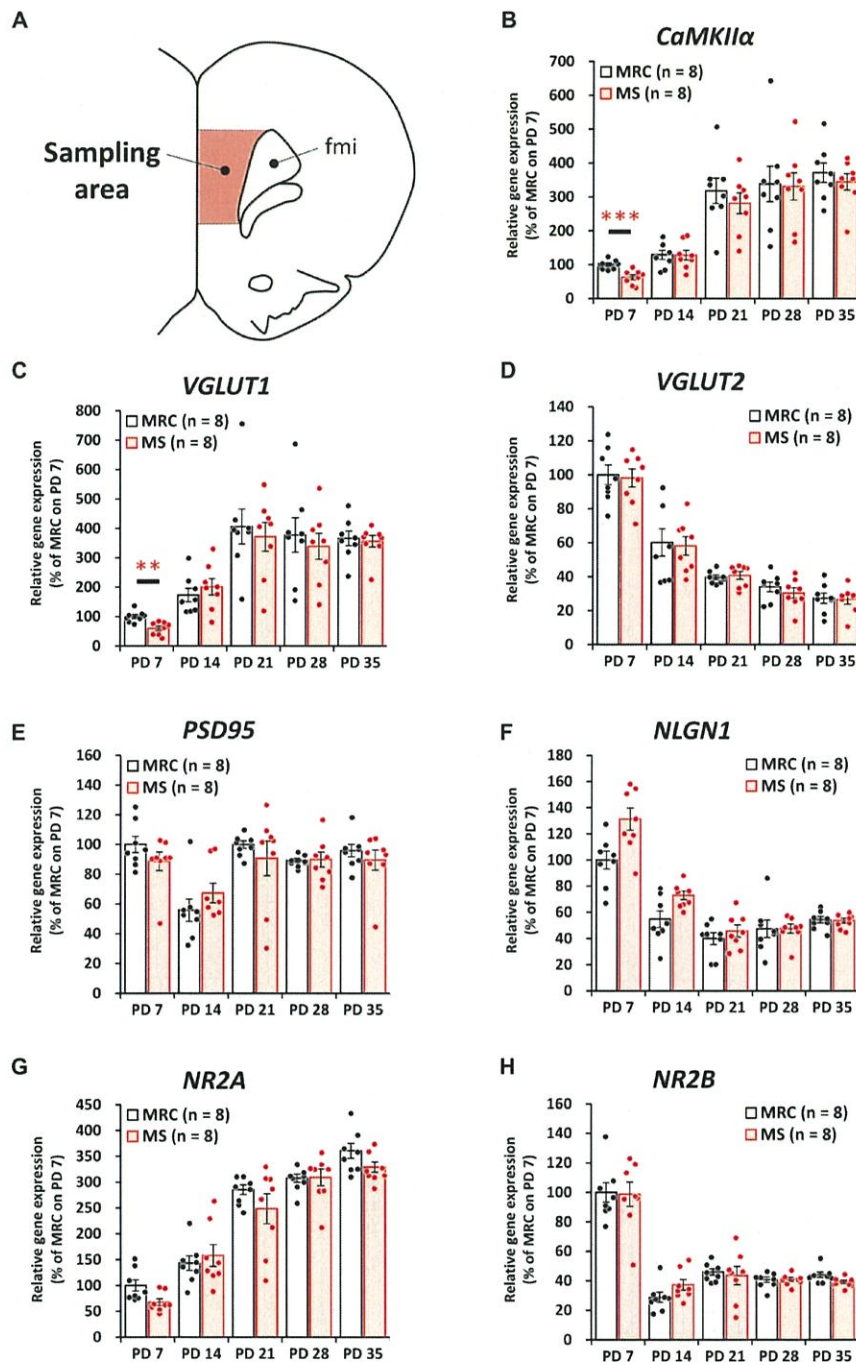 A
Sampling
area
fmi
B
CaMKIIα
Relative gene expression
(% of MRC on PD 7)
700
600
500
400
300
200
100
0
MRC (n = 8)
MS (n = 8)
***
PD 7 PD 14 PD 21 PD 28 PD 35
C
VGLUT1
Relative gene expression
(% of MRC on PD 7)
800
700
600
500
400
300
200
100
0
MRC (n = 8)
MS (n = 8)
**
PD 7 PD 14 PD 21 PD 28 PD 35
D
VGLUT2
Relative gene expression
(% of MRC on PD 7)
140
120
100
80
60
40
20
0
MRC (n = 8)
MS (n = 8)
PD 7 PD 14 PD 21 PD 28 PD 35
E
PSD95
Relative gene expression
(% of MRC on PD 7)
160
140
120
100
80
60
40
20
0
MRC (n = 8)
MS (n = 8)
PD 7 PD 14 PD 21 PD 28 PD 35
F
NLGN1
Relative gene expression
(% of MRC on PD 7)
180
160
140
120
100
80
60
40
20
0
MRC (n = 8)
MS (n = 8)
PD 7 PD 14 PD 21 PD 28 PD 35
G
NR2A
Relative gene expression
(% of MRC on PD 7)
450
400
350
300
250
200
150
100
50
0
MRC (n = 8)
MS (n = 8)
PD 7 PD 14 PD 21 PD 28 PD 35
H
NR2B
Relative gene expression
(% of MRC on PD 7)
160
140
120
100
80
60
40
20
0
MRC (n = 8)
MS (n = 8)
PD 7 PD 14 PD 21 PD 28 PD 35